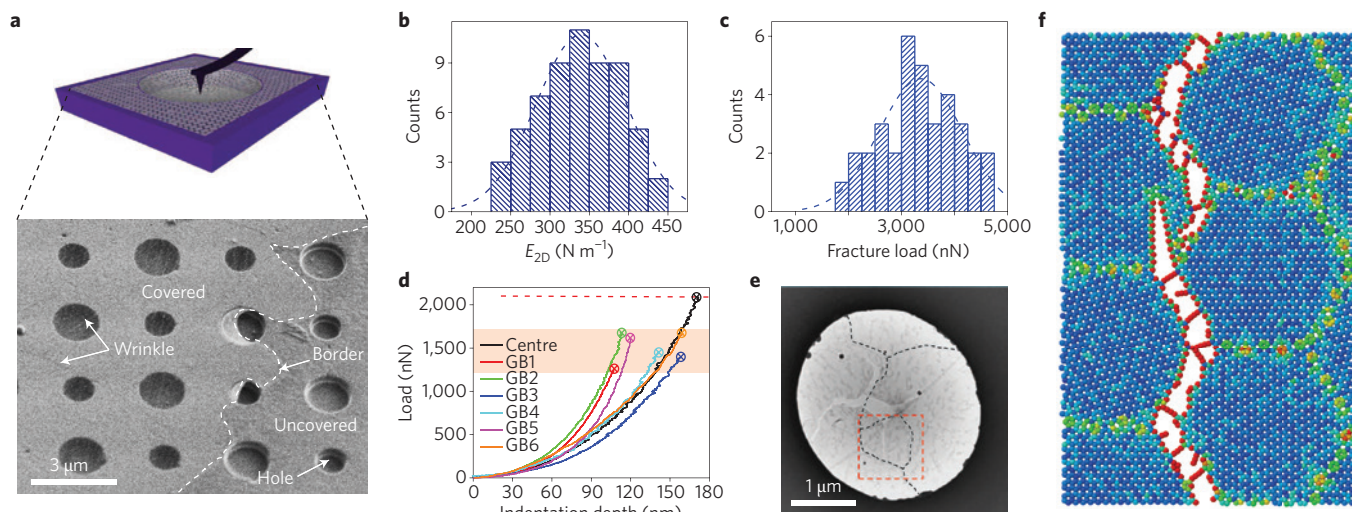 a
Covered
Wrinkle
Border
Uncovered
3 μm
Hole
b
Counts
9
6
3
0
200
250
300
350
400
450
E2D (N m−1)
c
Counts
6
4
2
0
1,000
3,000
5,000
Fracture load (nN)
d
Load (nN)
2,000
1,500
1,000
500
0
Centre
GB1
GB2
GB3
GB4
GB5
GB6
0
30
60
90
120
150
180
Indentation depth (nm)
e
1 μm
f